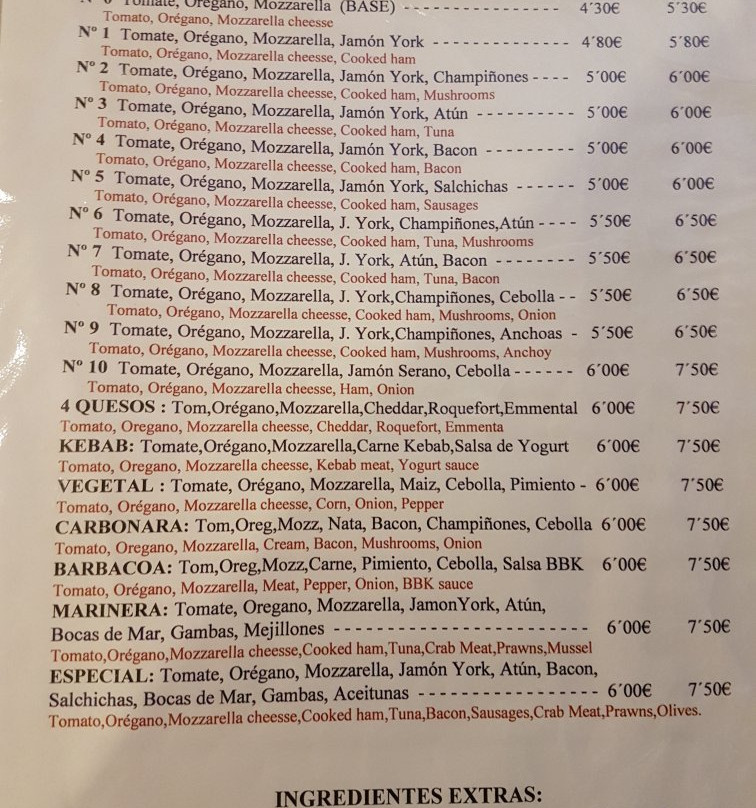 Nº 0 Tomate, Orégano, Mozzarella (BASE) - - - - - - - - - - - - - - - - 4´30€ 5´30€
Tomato, Orégano, Mozzarella cheesse
Nº 1 Tomate, Orégano, Mozzarella, Jamón York - - - - - - - - - - - - - - 4´80€ 5´80€
Tomato, Orégano, Mozzarella cheesse, Cooked ham
Nº 2 Tomate, Orégano, Mozzarella, Jamón York, Champiñones - - - - 5´00€ 6´00€
Tomato, Orégano, Mozzarella cheesse, Cooked ham, Mushrooms
Nº 3 Tomate, Orégano, Mozzarella, Jamón York, Atún - - - - - - - - - - 5´00€ 6´00€
Tomato, Orégano, Mozzarella cheesse, Cooked ham, Tuna
Nº 4 Tomate, Orégano, Mozzarella, Jamón York, Bacon - - - - - - - - - 5´00€ 6´00€
Tomato, Orégano, Mozzarella cheesse, Cooked ham, Bacon
Nº 5 Tomate, Orégano, Mozzarella, Jamón York, Salchichas - - - - - - 5´00€ 6´00€
Tomato, Orégano, Mozzarella cheesse, Cooked ham, Sausages
Nº 6 Tomate, Orégano, Mozzarella, J. York, Champiñones,Atún - - - - 5´50€ 6´50€
Tomato, Orégano, Mozzarella cheesse, Cooked ham, Tuna, Mushrooms
Nº 7 Tomate, Orégano, Mozzarella, J. York, Atún, Bacon - - - - - - - - 5´50€ 6´50€
Tomato, Orégano, Mozzarella cheesse, Cooked ham, Tuna, Bacon
Nº 8 Tomate, Orégano, Mozzarella, J. York,Champiñones, Cebolla - - 5´50€ 6´50€
Tomato, Orégano, Mozzarella cheesse, Cooked ham, Mushrooms, Onion
Nº 9 Tomate, Orégano, Mozzarella, J. York,Champiñones, Anchoas - 5´50€ 6´50€
Tomato, Orégano, Mozzarella cheesse, Cooked ham, Mushrooms, Anchoy
Nº 10 Tomate, Orégano, Mozzarella, Jamón Serano, Cebolla - - - - - - 6´00€ 7´50€
Tomato, Orégano, Mozzarella cheesse, Ham, Onion
4 QUESOS : Tom,Orégano,Mozzarella,Cheddar,Roquefort,Emmental 6´00€ 7´50€
Tomato, Oregano, Mozzarella cheesse, Cheddar, Roquefort, Emmenta
KEBAB: Tomate,Orégano,Mozzarella,Carne Kebab,Salsa de Yogurt 6´00€ 7´50€
Tomato, Oregano, Mozzarella cheesse, Kebab meat, Yogurt sauce
VEGETAL : Tomate, Orégano, Mozzarella, Maiz, Cebolla, Pimiento - 6´00€ 7´50€
Tomato, Orégano, Mozzarella cheesse, Corn, Onion, Pepper
CARBONARA: Tom,Oreg,Mozz, Nata, Bacon, Champiñones, Cebolla 6´00€ 7´50€
Tomato, Oregano, Mozzarella, Cream, Bacon, Mushrooms, Onion
BARBACOA: Tom,Oreg,Mozz,Carne, Pimiento, Cebolla, Salsa BBK 6´00€ 7´50€
Tomato, Orégano, Mozzarella, Meat, Pepper, Onion, BBK sauce
MARINERA: Tomate, Oregano, Mozzarella, JamonYork, Atún,
Bocas de Mar, Gambas, Mejillones - - - - - - - - - - - - - - - - - - - - - - - - - 6´00€ 7´50€
Tomato,Orégano,Mozzarella cheesse,Cooked ham,Tuna,Crab Meat,Prawns,Mussel
ESPECIAL: Tomate, Orégano, Mozzarella, Jamón York, Atún, Bacon,
Salchichas, Bocas de Mar, Gambas, Aceitunas - - - - - - - - - - - - - - - - - 6´00€ 7´50€
Tomato,Orégano,Mozzarella cheesse,Cooked ham,Tuna,Bacon,Sausages,Crab Meat,Prawns,Olives.
INGREDIENTES EXTRAS: